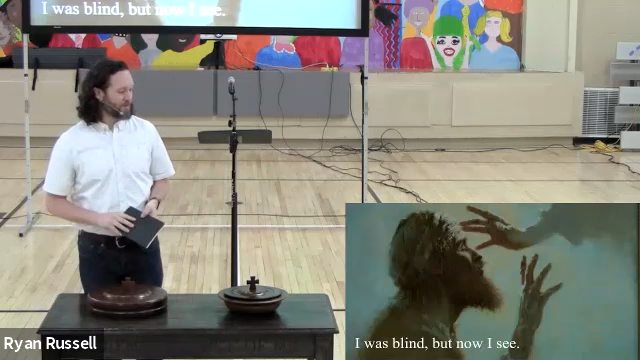 I was blind, but now I see.
Ryan Russell
I was blind, but now I see.